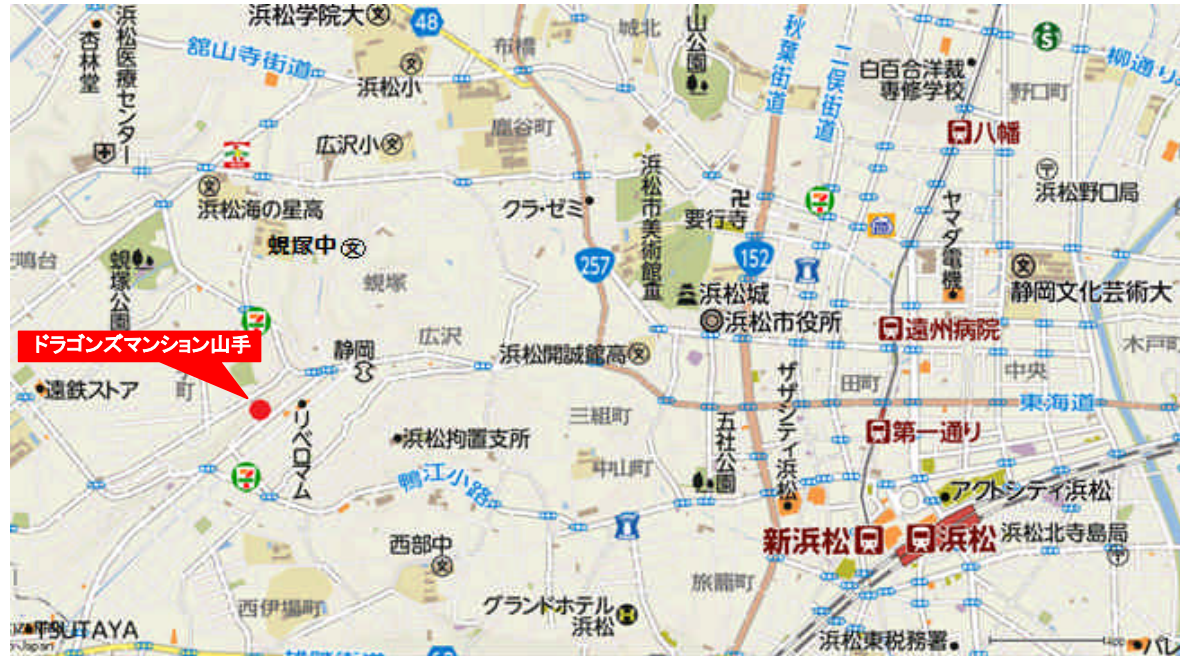 浜松学院大
48
浜松医療センター
杏林堂
舘山寺街道
浜松小
布橋
城北
山公園
秋葉街道
二俣街道
白百合洋裁
専修学校
野口町
柳通り
S
八幡
広沢小
鹿谷町
浜松海の星高
クラ・ゼミ
浜松市美術館
要行寺
7
浜松野口局
ヤマダ電機
蜆塚中
257
152
静岡文化芸術大
鳴台
蜆塚公園
蜆塚
浜松城
浜松市役所
遠州病院
木戸町
7
ドラゴンズマンション山手
静岡
広沢
浜松開誠館高
ザザシティ浜松
田町
中央
東海道
遠鉄ストア
町
リベロマム
三組町
五社公園
第一通り
浜松拘置支所
中山町
7
鴨江小路
アクトシティ浜松
新浜松
浜松
浜松北寺島局
西部中
旅籠町
西伊場町
グランドホテル
浜松
TSUTAYA
浜松東税務署